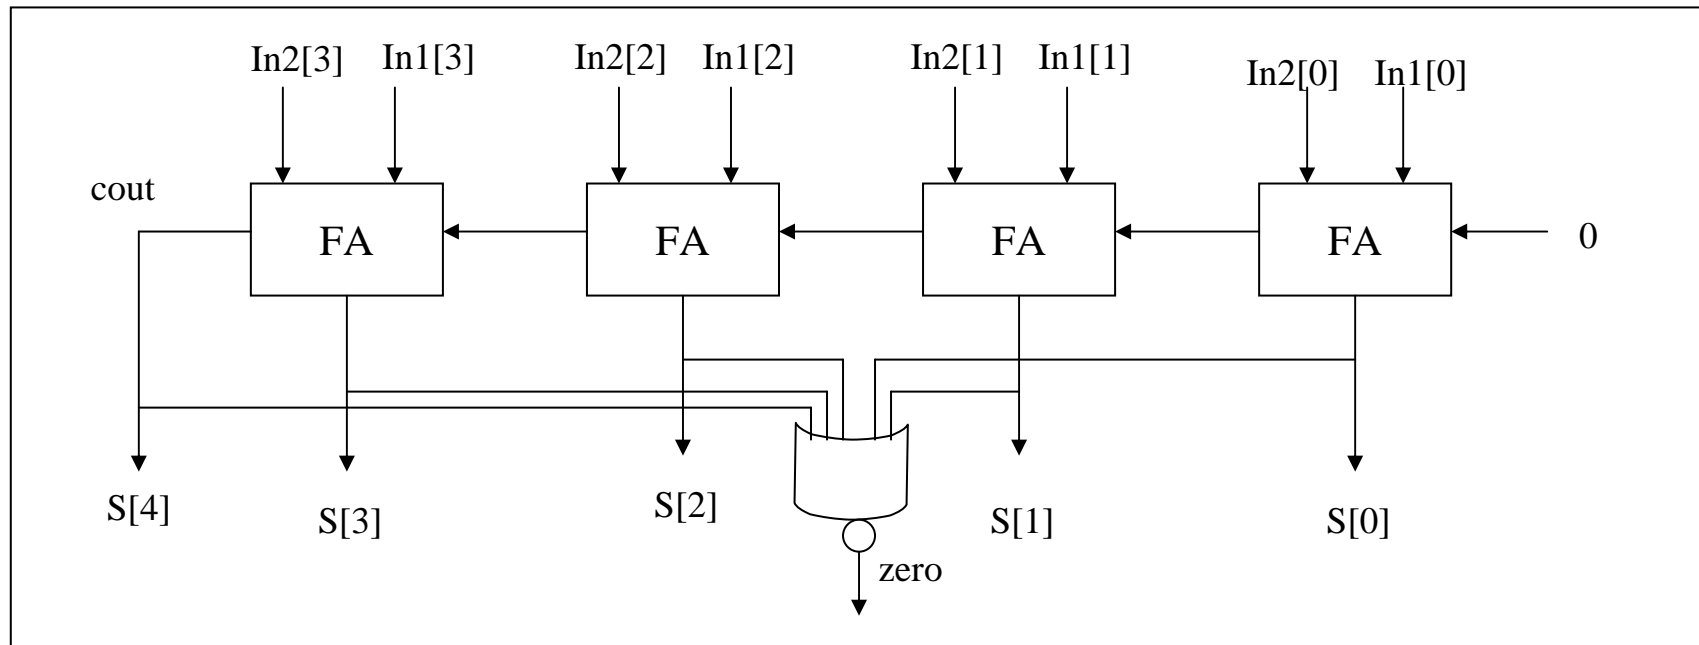 In2[3] In1[3] In2[2] In1[2] In2[1] In1[1] In2[0] In1[0]
cout
FA FA FA FA 0
S[4] S[3] S[2] S[1] S[0]
zero